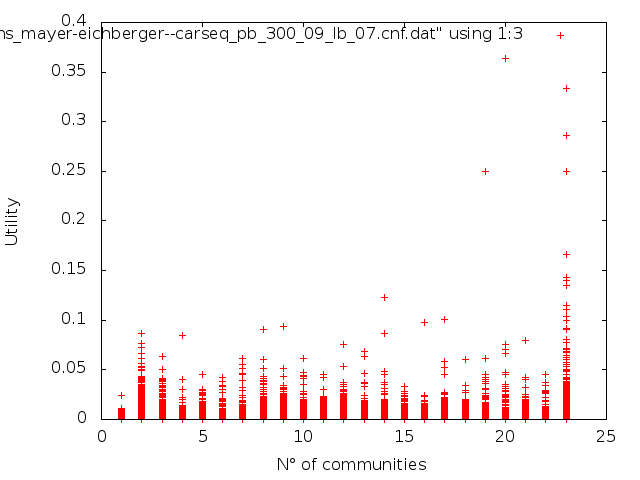 ns_mayer-eichberger--carseq_pb_300_09_lb_07.cnf.dat" using 1:3
0.4
0.35
0.3
0.25
0.2
0.15
0.1
0.05
0
Utility
0 5 10 15 20 25
N° of communities